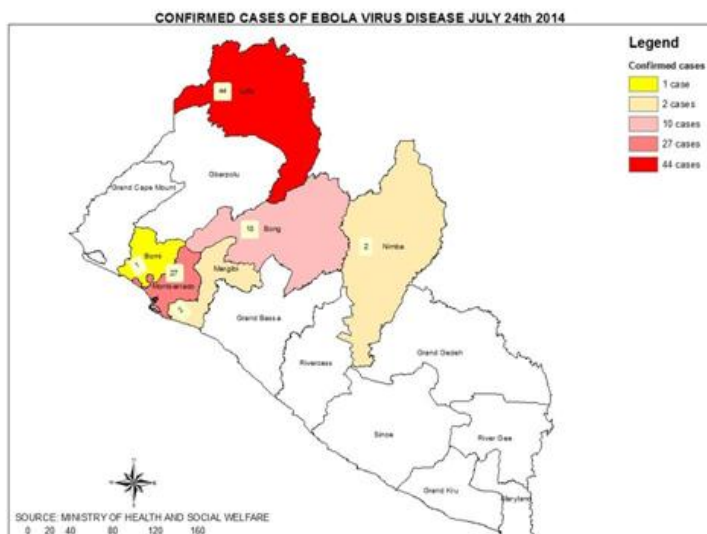 CONFIRMED CASES OF EBOLA VIRUS DISEASE JULY 24th 2014
Legend
Confirmed cases
1 case
2 cases
10 cases
27 cases
44 cases
44
Gbarpolu
Grand Cape Mount
10
Bong
2
Nimba
Bomi
1
27
Montserrado
Margibi
2
Grand Bassa
Rivercess
Grand Gedeh
Sinoe
River Gee
Grand Kru
Maryland
SOURCE: MINISTRY OF HEALTH AND SOCIAL WELFARE
0 20 40 80 120 160